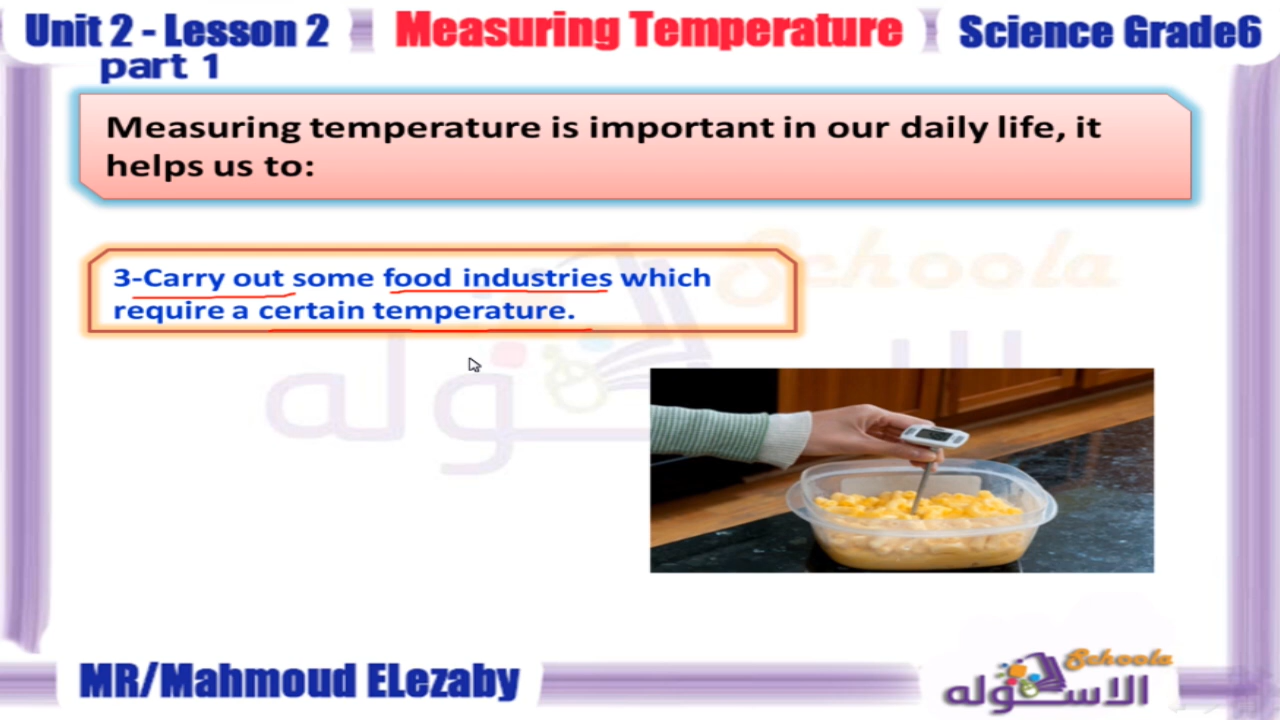 Unit 2 - Lesson 2
part 1
Measuring Temperature
Science Grade6
Measuring temperature is important in our daily life, it
helps us to:
3-Carry out some food industries which
require a certain temperature.
MR/Mahmoud ELezaby
Schoola
الاسكوله